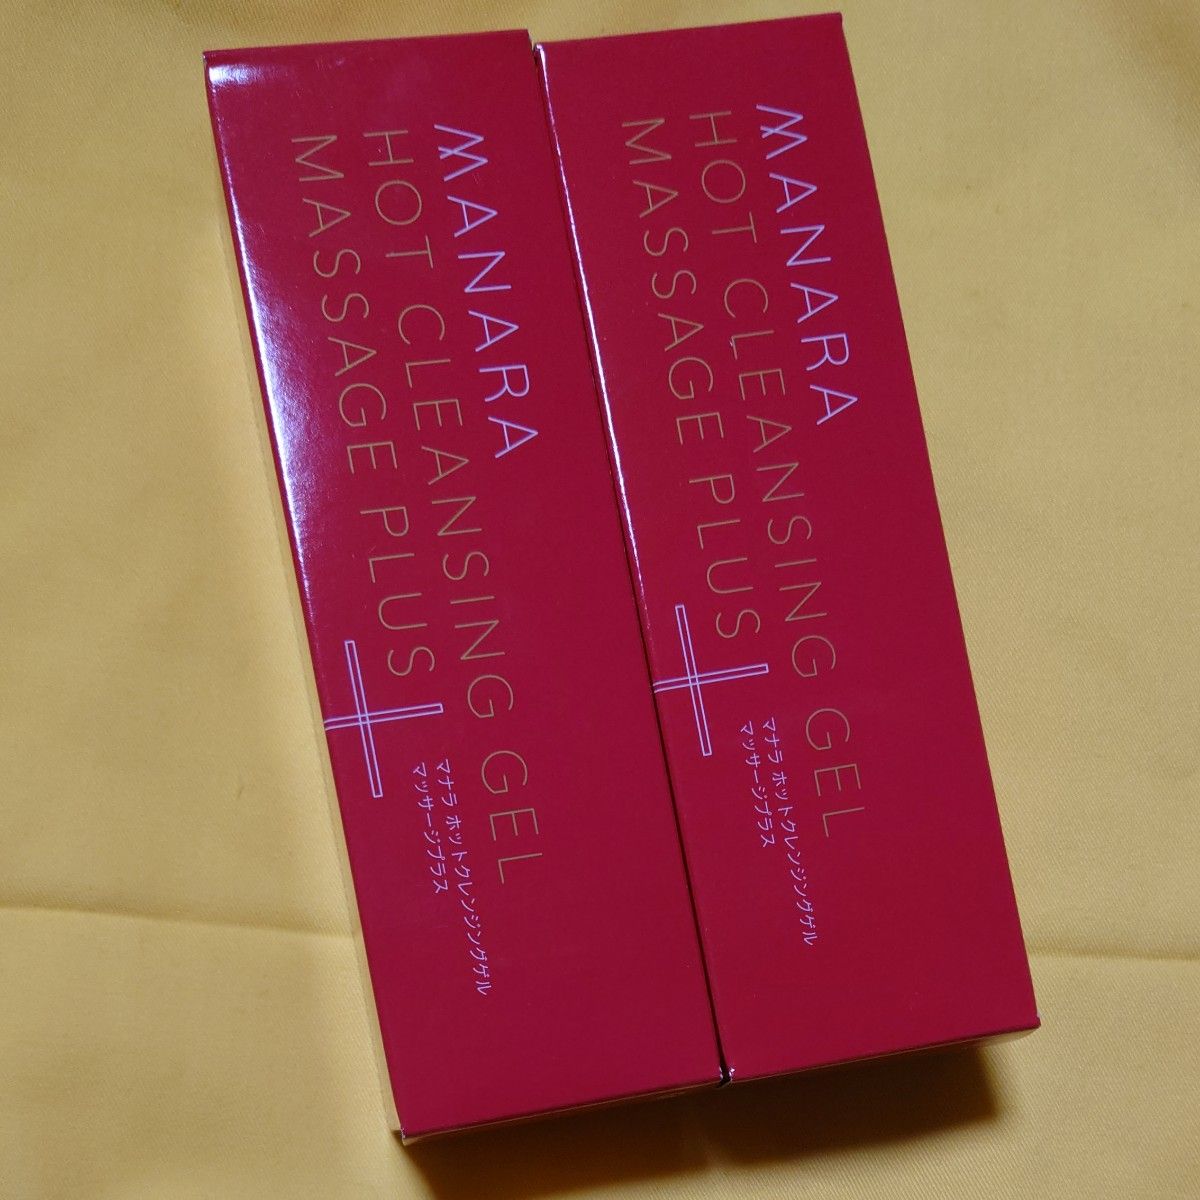 MANARA
HOT CLEANSING GEL
MASSAGE PLUS
マナラ ホットクレンジングゲル
マッサージプラス
MANARA
HOT CLEANSING GEL
MASSAGE PLUS
マナラ ホットクレンジングゲル
マッサージプラス